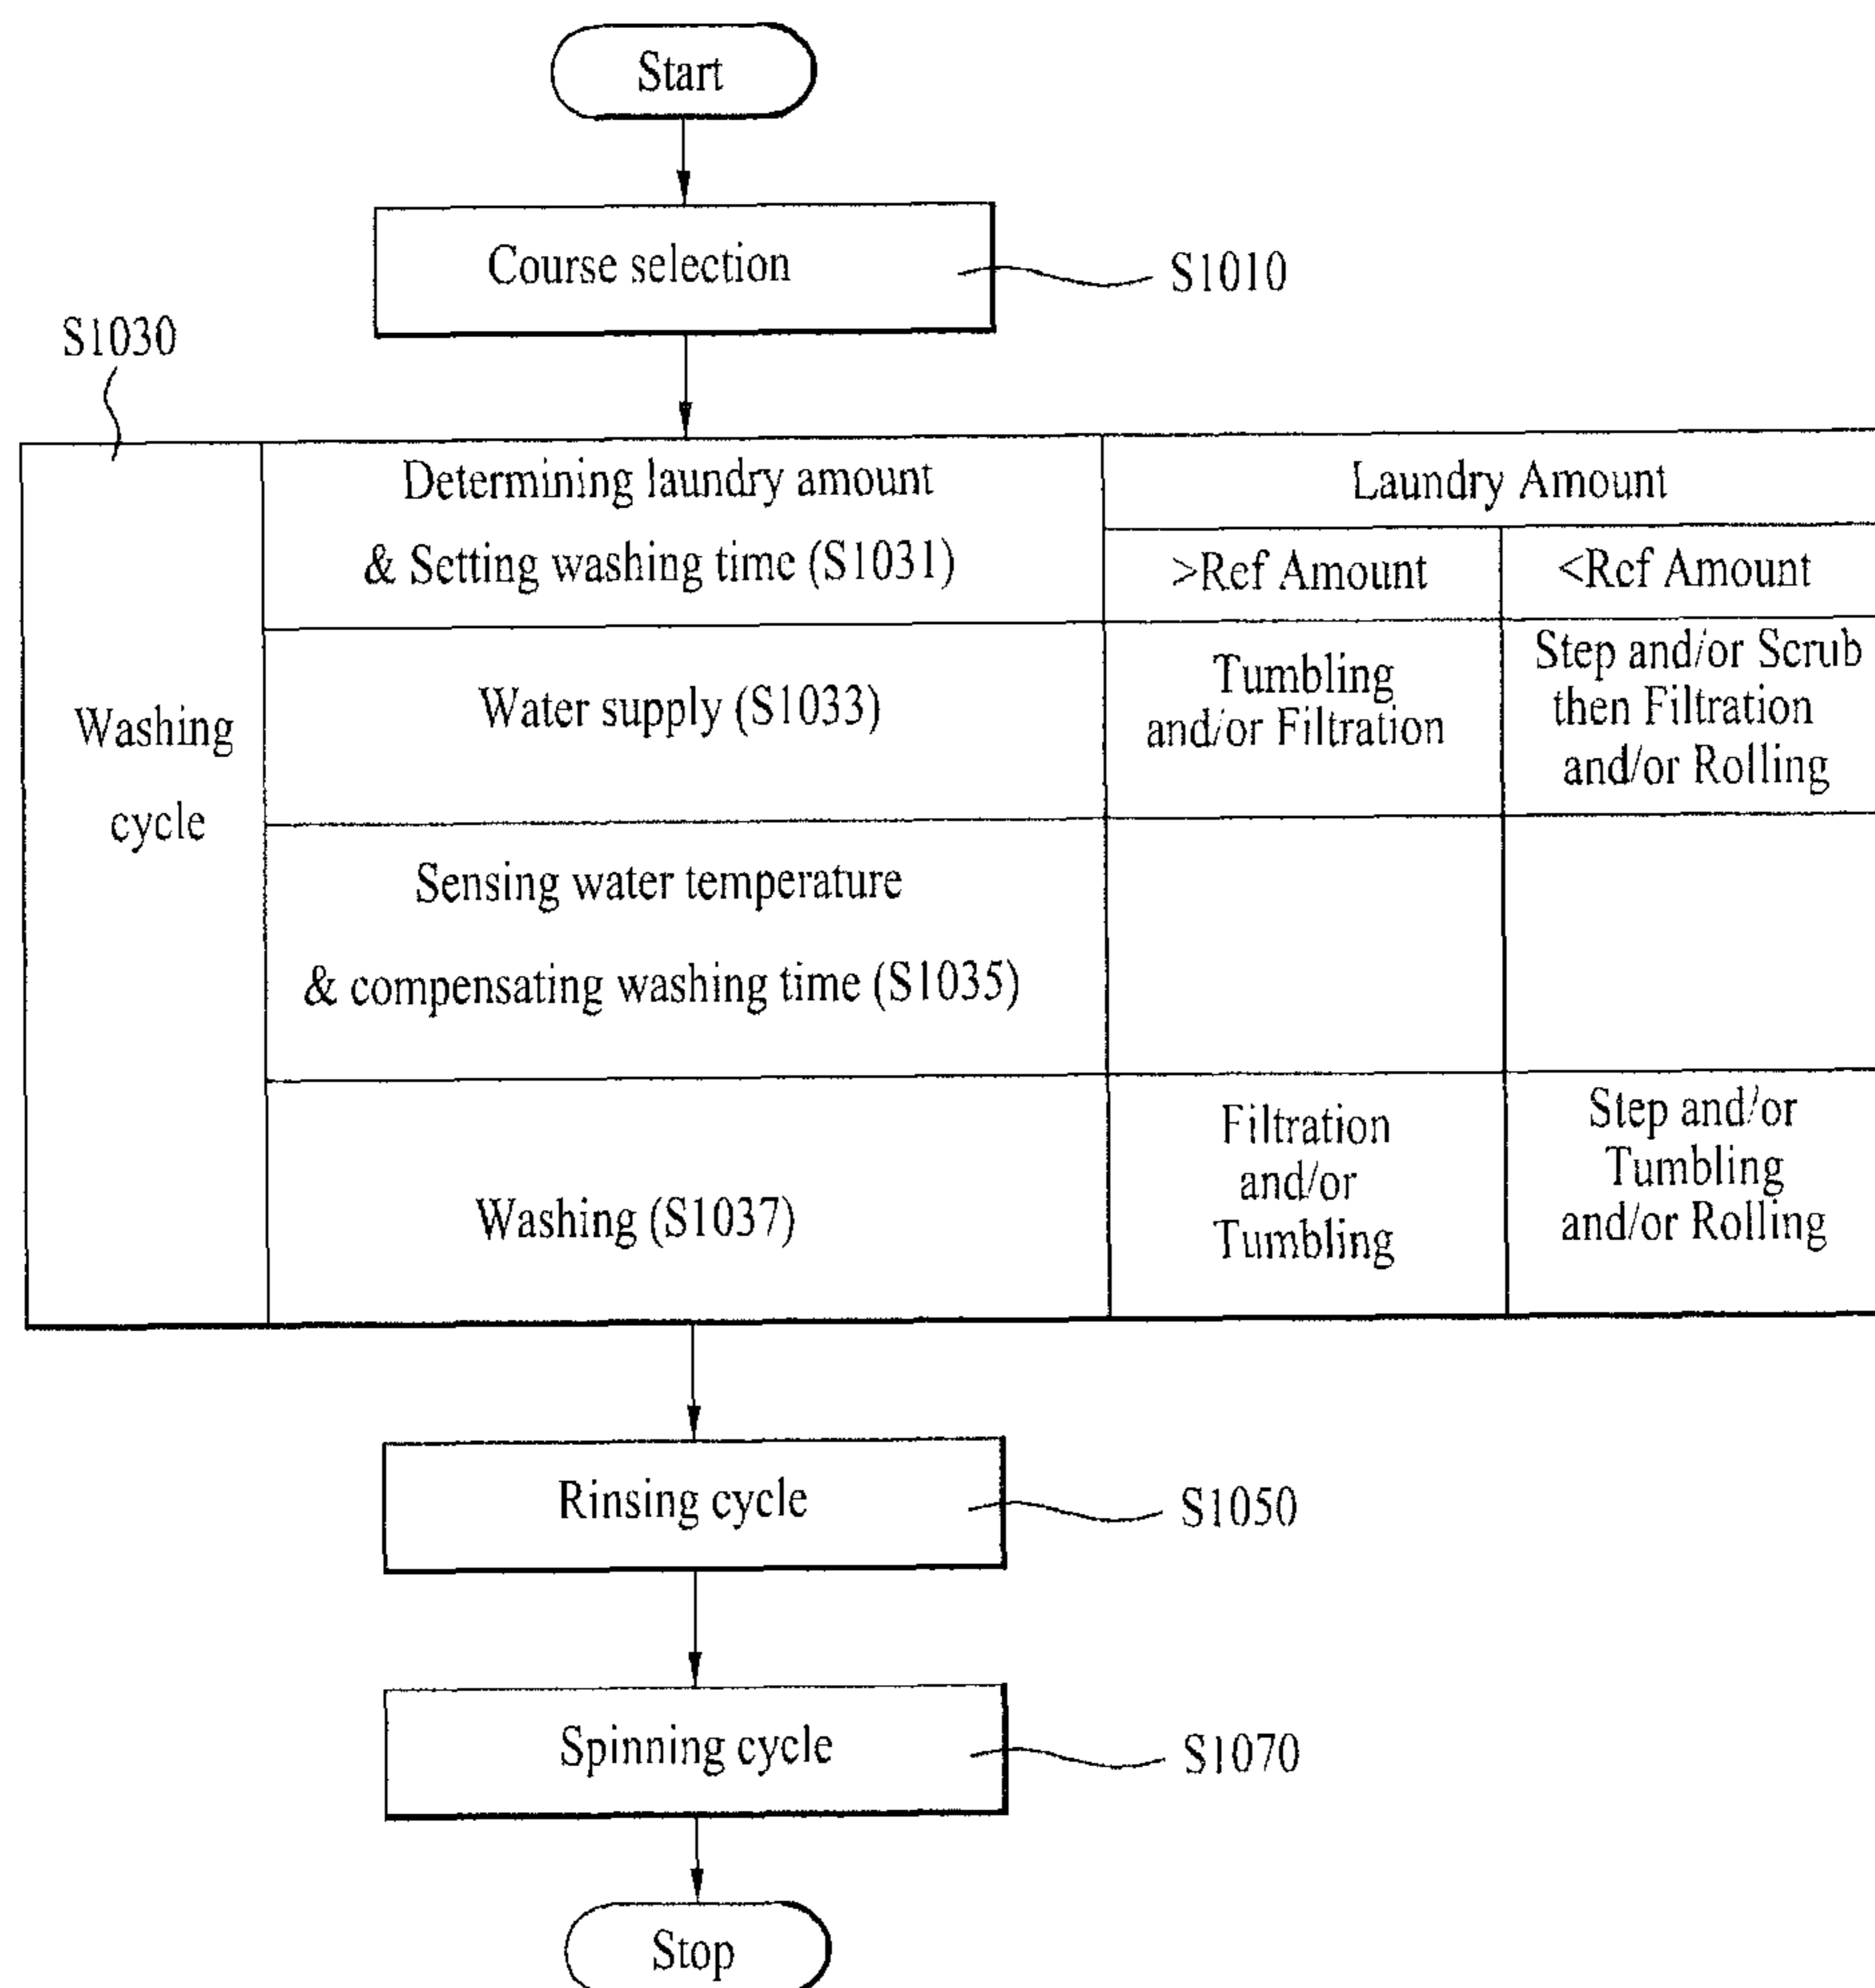 Start
Course selection
S1010
S1030
Determining laundry amount
& Setting washing time (S1031)
Laundry Amount
>Ref Amount
<Ref Amount
Washing
cycle
Water supply (S1033)
Tumbling
and/or Filtration
Step and/or Scrub
then Filtration
and/or Rolling
Sensing water temperature
& compensating washing time (S1035)
Washing (S1037)
Filtration
and/or
Tumbling
Step and/or
Tumbling
and/or Rolling
Rinsing cycle
S1050
Spinning cycle
S1070
Stop